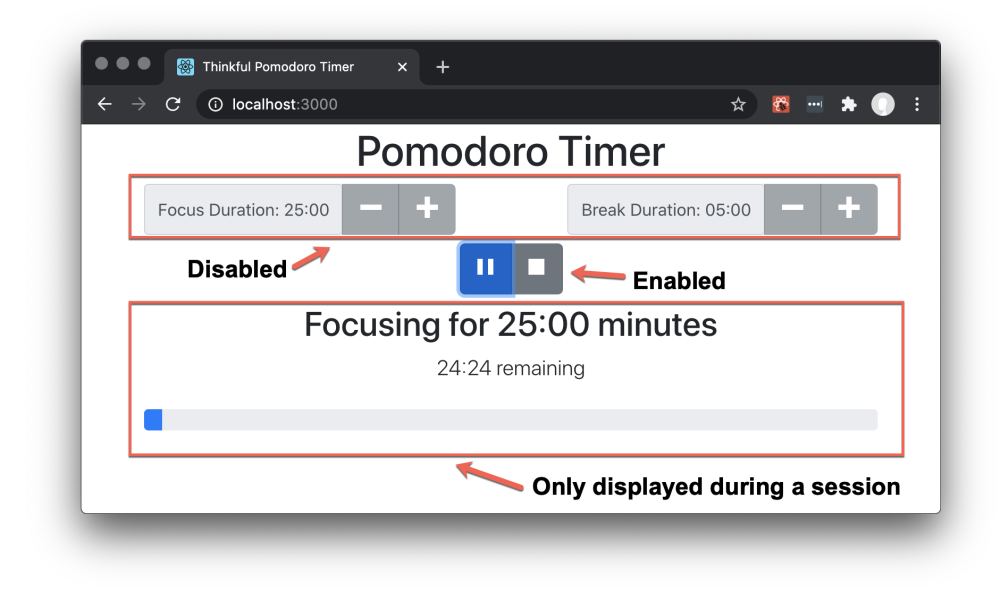 Thinkful Pomodoro Timer
localhost:3000
Pomodoro Timer
Focus Duration: 25:00
Break Duration: 05:00
Disabled
Enabled
Focusing for 25:00 minutes
24:24 remaining
Only displayed during a session